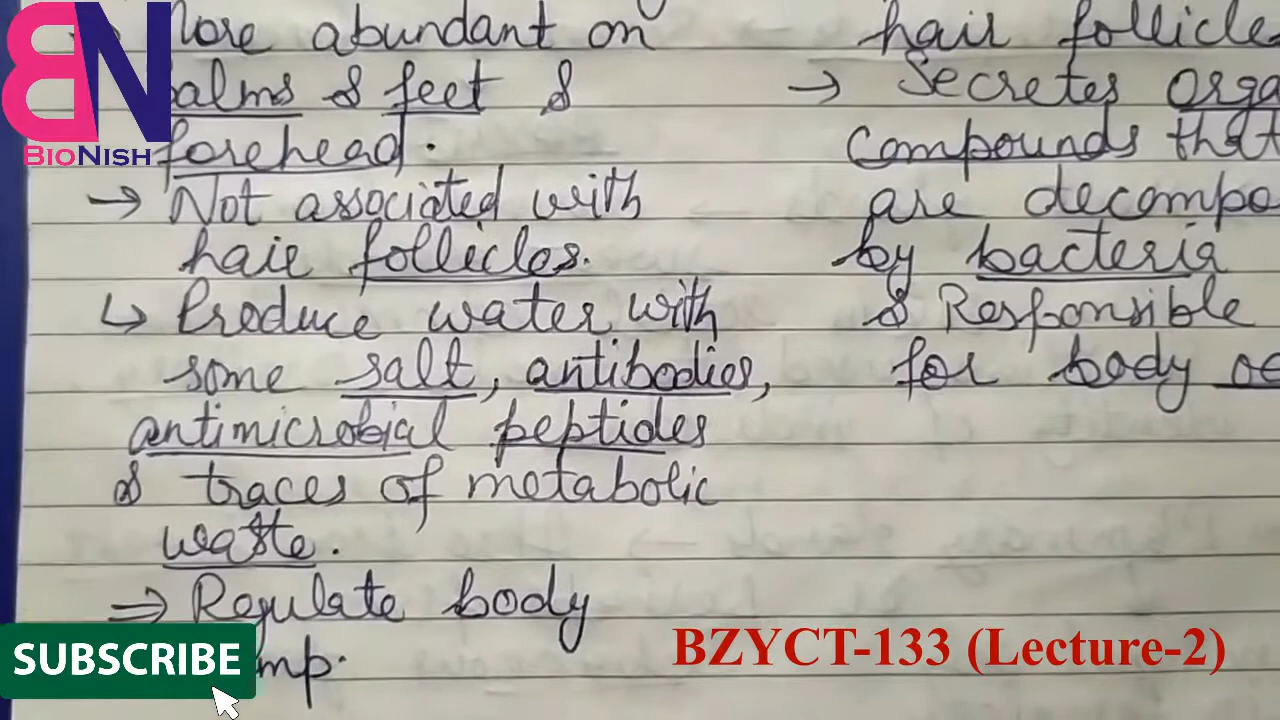 More abundant on
palms & feet &
forehead.
→ Not associated with
hair follicles.
↳ Produce water with
some salt, antibodies,
antimicrobial peptides
& traces of metabolic
waste.
⇒ Regulate body
hair follicle
→ Secretes orga
Compounds that
are decompo
by bacteria
& Responsible
for body
BN
BIONISH
SUBSCRIBE
BZYCT-133 (Lecture-2)